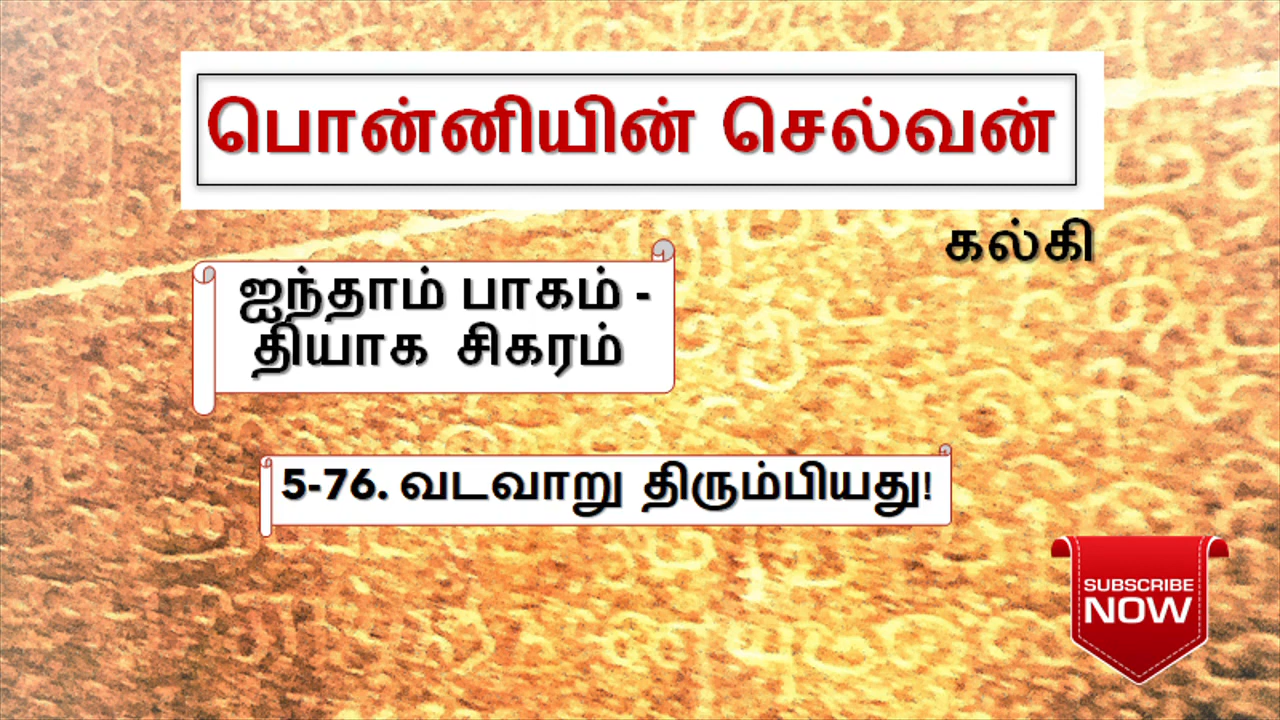 பொன்னியின் செல்வன்
கல்கி
ஐந்தாம் பாகம் -
தியாக சிகரம்
5-76. வடவாறு திரும்பியது!
SUBSCRIBE
NOW